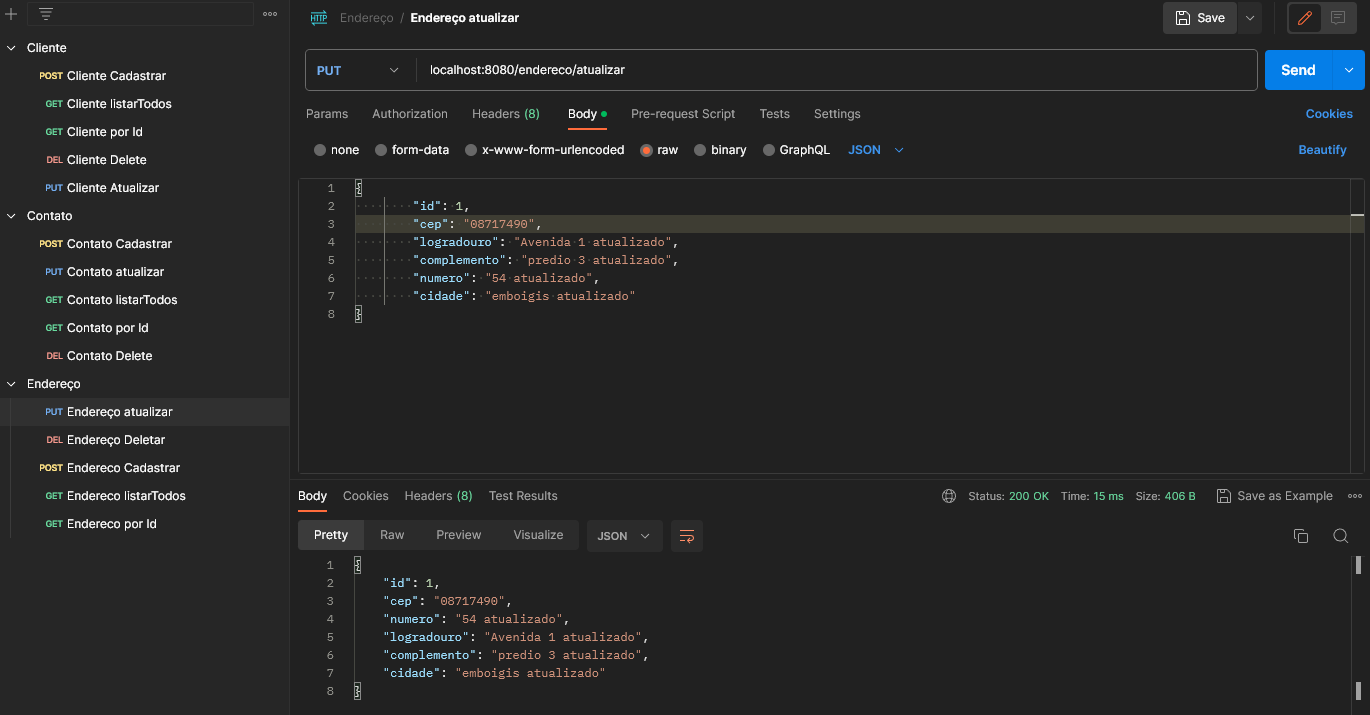 Cliente
POST Cliente Cadastrar
GET Cliente listarTodos
GET Cliente por Id
DEL Cliente Delete
PUT Cliente Atualizar
Contato
POST Contato Cadastrar
PUT Contato atualizar
GET Contato listarTodos
GET Contato por Id
DEL Contato Delete
Endereço
PUT Endereço atualizar
DEL Endereço Deletar
POST Endereco Cadastrar
GET Endereco listarTodos
GET Endereco por Id
HTTP Endereço / Endereço atualizar Save
PUT localhost:8080/endereco/atualizar Send
Params Authorization Headers (8) Body Pre-request Script Tests Settings Cookies
none form-data x-www-form-urlencoded raw binary GraphQL JSON Beautify
1 {
2 "id": 1,
3 "cep": "08717490",
4 "logradouro": "Avenida 1 atualizado",
5 "complemento": "predio 3 atualizado",
6 "numero": "54 atualizado",
7 "cidade": "emboigis atualizado"
8 }
Body Cookies Headers (8) Test Results Status: 200 OK Time: 15 ms Size: 406 B Save as Example
Pretty Raw Preview Visualize JSON
1 {
2 "id": 1,
3 "cep": "08717490",
4 "numero": "54 atualizado",
5 "logradouro": "Avenida 1 atualizado",
6 "complemento": "predio 3 atualizado",
7 "cidade": "emboigis atualizado"
8 }